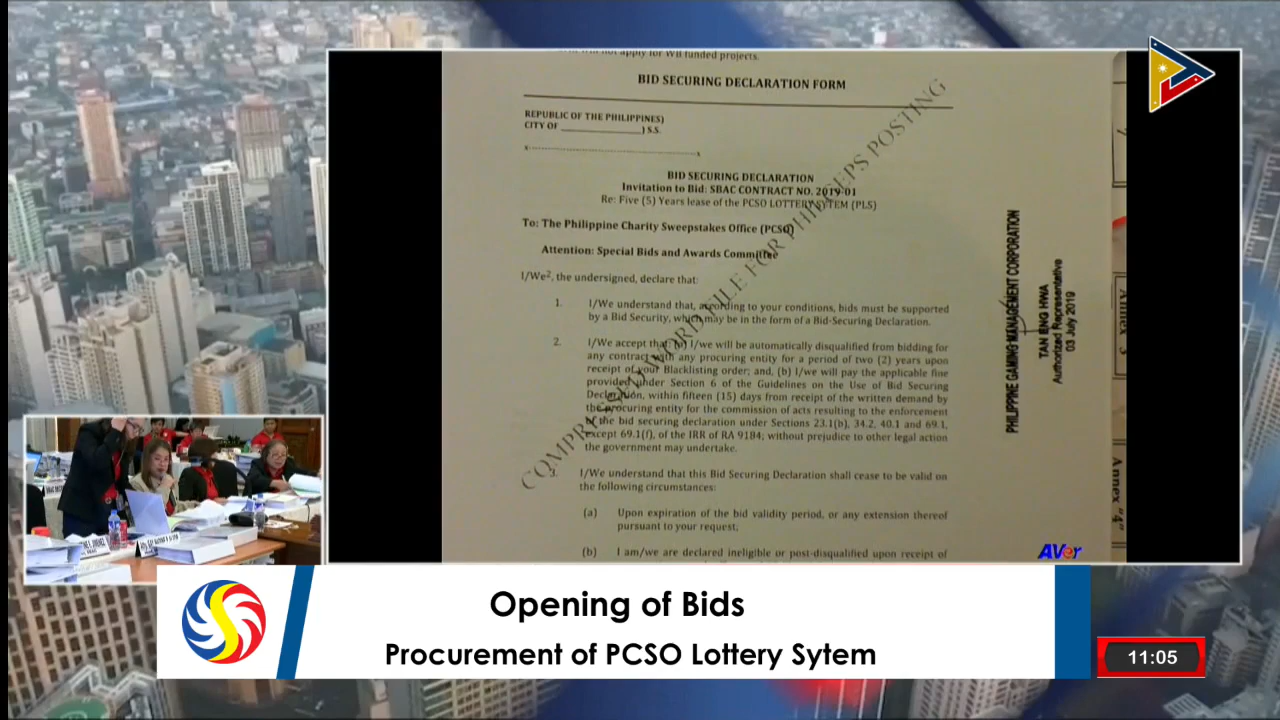 BID SECURING DECLARATION FORM
REPUBLIC OF THE PHILIPPINES)
CITY OF _______________) S.S.
x-------------------------------------x
BID SECURING DECLARATION
Invitation to Bid: SBAC CONTRACT NO. 2019-01
Re: Five (5) Years lease of the PCSO LOTTERY SYTEM (PLS)
To: The Philippine Charity Sweepstakes Office (PCSO)
Attention: Special Bids and Awards Committee
I/We², the undersigned, declare that:
1. I/We understand that, according to your conditions, bids must be supported
by a Bid Security, which may be in the form of a Bid-Securing Declaration.
2. I/We accept that: (a) I/we will be automatically disqualified from bidding for
any contract with any procuring entity for a period of two (2) years upon
receipt of your Blacklisting order; and, (b) I/we will pay the applicable fine
provided under Section 6 of the Guidelines on the Use of Bid Securing
Declaration, within fifteen (15) days from receipt of the written demand by
the procuring entity for the commission of acts resulting to the enforcement
of the bid securing declaration under Sections 23.1(b), 34.2, 40.1 and 69.1,
except 69.1(f), of the IRR of RA 9184; without prejudice to other legal action
the government may undertake.
I/We understand that this Bid Securing Declaration shall cease to be valid on
the following circumstances:
(a) Upon expiration of the bid validity period, or any extension thereof
pursuant to your request;
(b) I am/we are declared ineligible or post-disqualified upon receipt of
COMPRESSED WORD FILE FOR PHILGEPS POSTING
PHILIPPINE GAMING MANAGEMENT CORPORATION
TAN ENG HWA
Authorized Representative
03 July 2019
Annex "4"
AVer
Opening of Bids
Procurement of PCSO Lottery Sytem
11:05